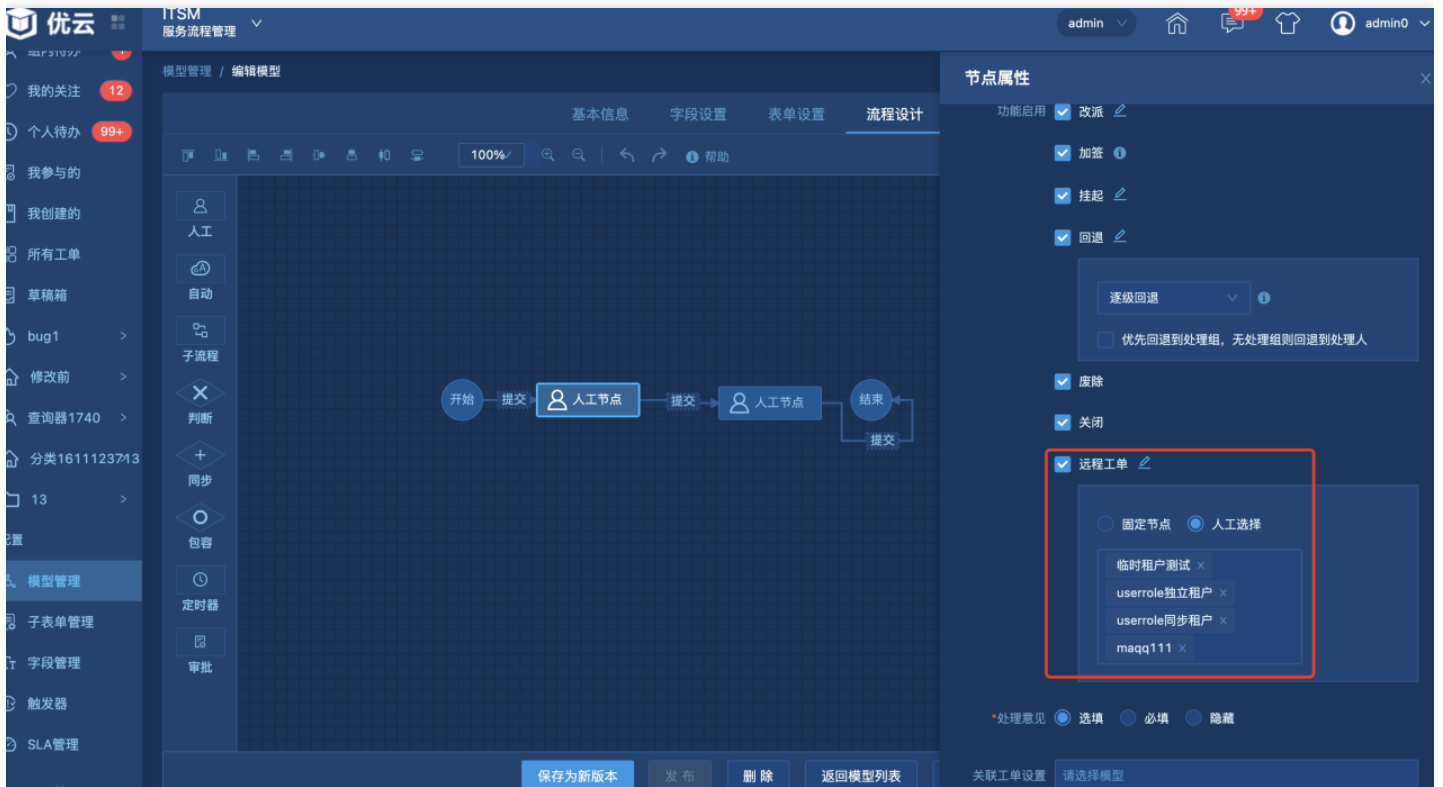 优云
ITSM
服务流程管理
admin
99+
admin0
我的关注 12
个人待办 99+
我参与的
我创建的
所有工单
草稿箱
bug1
修改前
查询器1740
13
模型管理
子表单管理
字段管理
触发器
SLA管理
模型管理 / 编辑模型
基本信息 字段设置 表单设置 流程设计
100% 帮助
人工
自动
子流程
判断
同步
包容
定时器
审批
开始 提交 人工节点 提交 人工节点 结束
提交
保存为新版本 发布 删除 返回模型列表
节点属性
功能启用 改派
加签
挂起
回退
逐级回退
优先回退到处理组，无处理组则回退到处理人
废除
关闭
远程工单
固定节点 人工选择
临时租户测试 ×
userrole独立租户 ×
userrole同步租户 ×
maqq111 ×
*处理意见 选填 必填 隐藏
关联工单设置 请选择模型